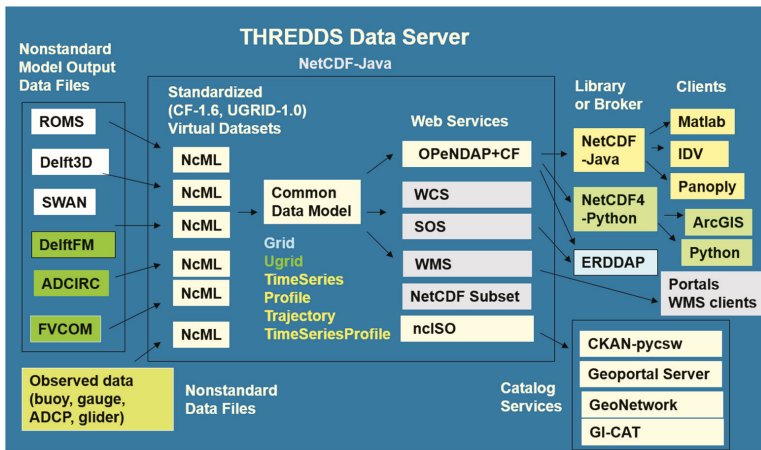 THREDDS Data Server
NetCDF-Java
Nonstandard
Model Output
Data Files
ROMS
Delft3D
SWAN
DelftFM
ADCIRC
FVCOM
Observed data
(buoy, gauge,
ADCP, glider)
Nonstandard
Data Files
Standardized
(CF-1.6, UGRID-1.0)
Virtual Datasets
NcML
NcML
NcML
NcML
NcML
NcML
Common
Data Model
Grid
Ugrid
TimeSeries
Profile
Trajectory
TimeSeriesProfile
Web Services
OPeNDAP+CF
WCS
SOS
WMS
NetCDF Subset
ncISO
Library
or Broker
NetCDF
-Java
NetCDF4
-Python
ERDDAP
Clients
Matlab
IDV
Panoply
ArcGIS
Python
Portals
WMS clients
Catalog
Services
CKAN-pycsw
Geoportal Server
GeoNetwork
GI-CAT